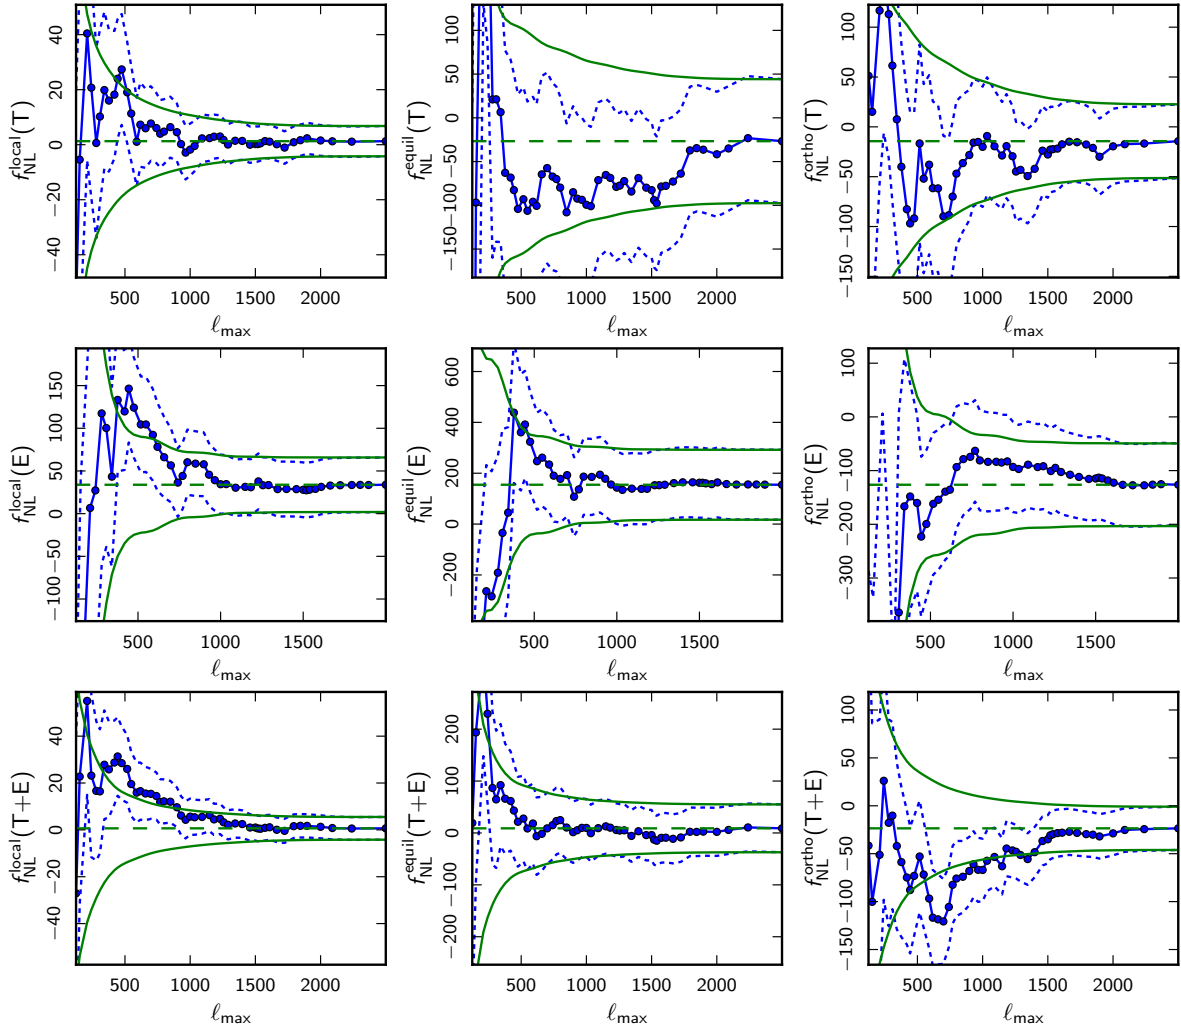 f_NL^local(T)
40
20
0
−20
−40
500 1000 1500 2000
ℓ_max
f_NL^equil(T)
100
50
0
−50
−100
−150
500 1000 1500 2000
ℓ_max
f_NL^ortho(T)
100
50
0
−50
−100
−150
500 1000 1500 2000
ℓ_max
f_NL^local(E)
150
100
50
0
−50
−100
500 1000 1500
ℓ_max
f_NL^equil(E)
600
400
200
0
−200
500 1000 1500
ℓ_max
f_NL^ortho(E)
100
0
−100
−200
−300
500 1000 1500
ℓ_max
f_NL^local(T+E)
40
20
0
−20
−40
500 1000 1500 2000
ℓ_max
f_NL^equil(T+E)
200
100
0
−100
−200
500 1000 1500 2000
ℓ_max
f_NL^ortho(T+E)
100
50
0
−50
−100
−150
500 1000 1500 2000
ℓ_max